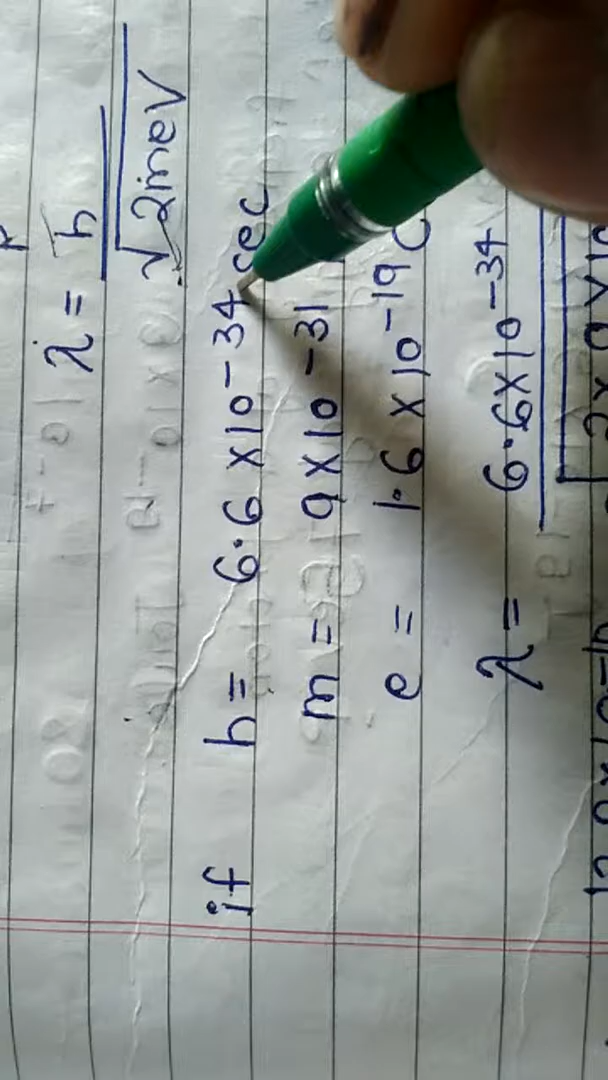 λ = h / √2meV
if h = 6.6 × 10⁻³⁴ sec
m = 9 × 10⁻³¹
e = 1.6 × 10⁻¹⁹ C
λ = 6.6 × 10⁻³⁴